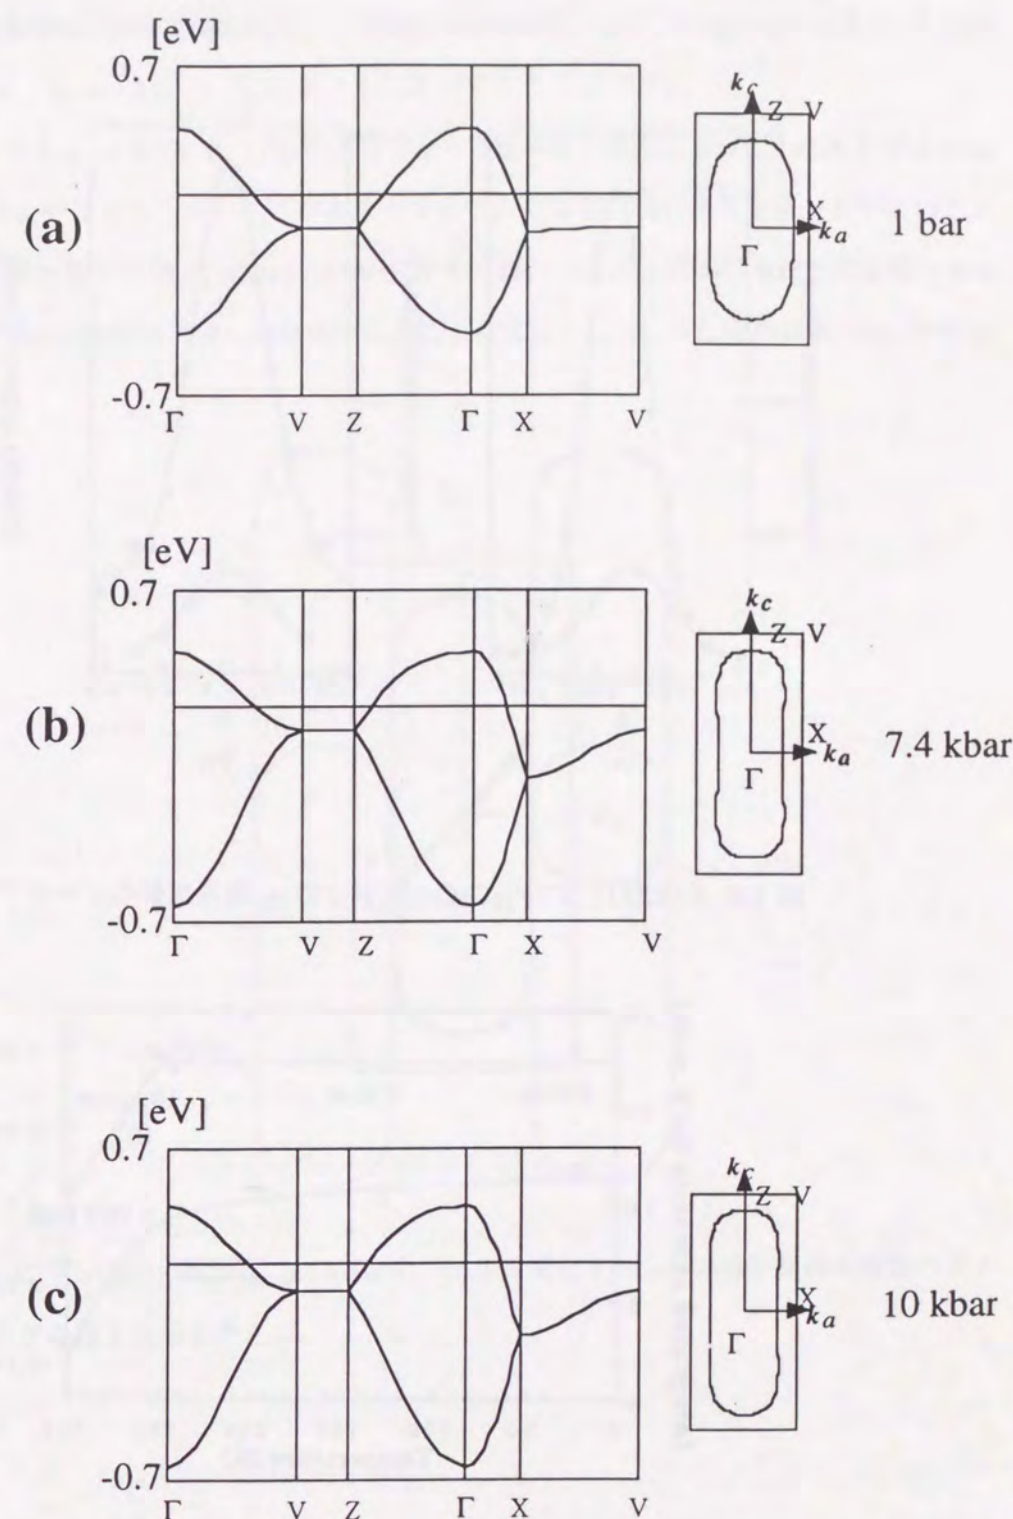 [eV]
0.7
(a)
-0.7
Γ V Z Γ X V
k_c
Z V
X
k_a
Γ
1 bar
[eV]
0.7
(b)
-0.7
Γ V Z Γ X V
k_c
Z V
X
k_a
Γ
7.4 kbar
[eV]
0.7
(c)
-0.7
Γ V Z Γ X V
k_c
Z V
X
k_a
Γ
10 kbar